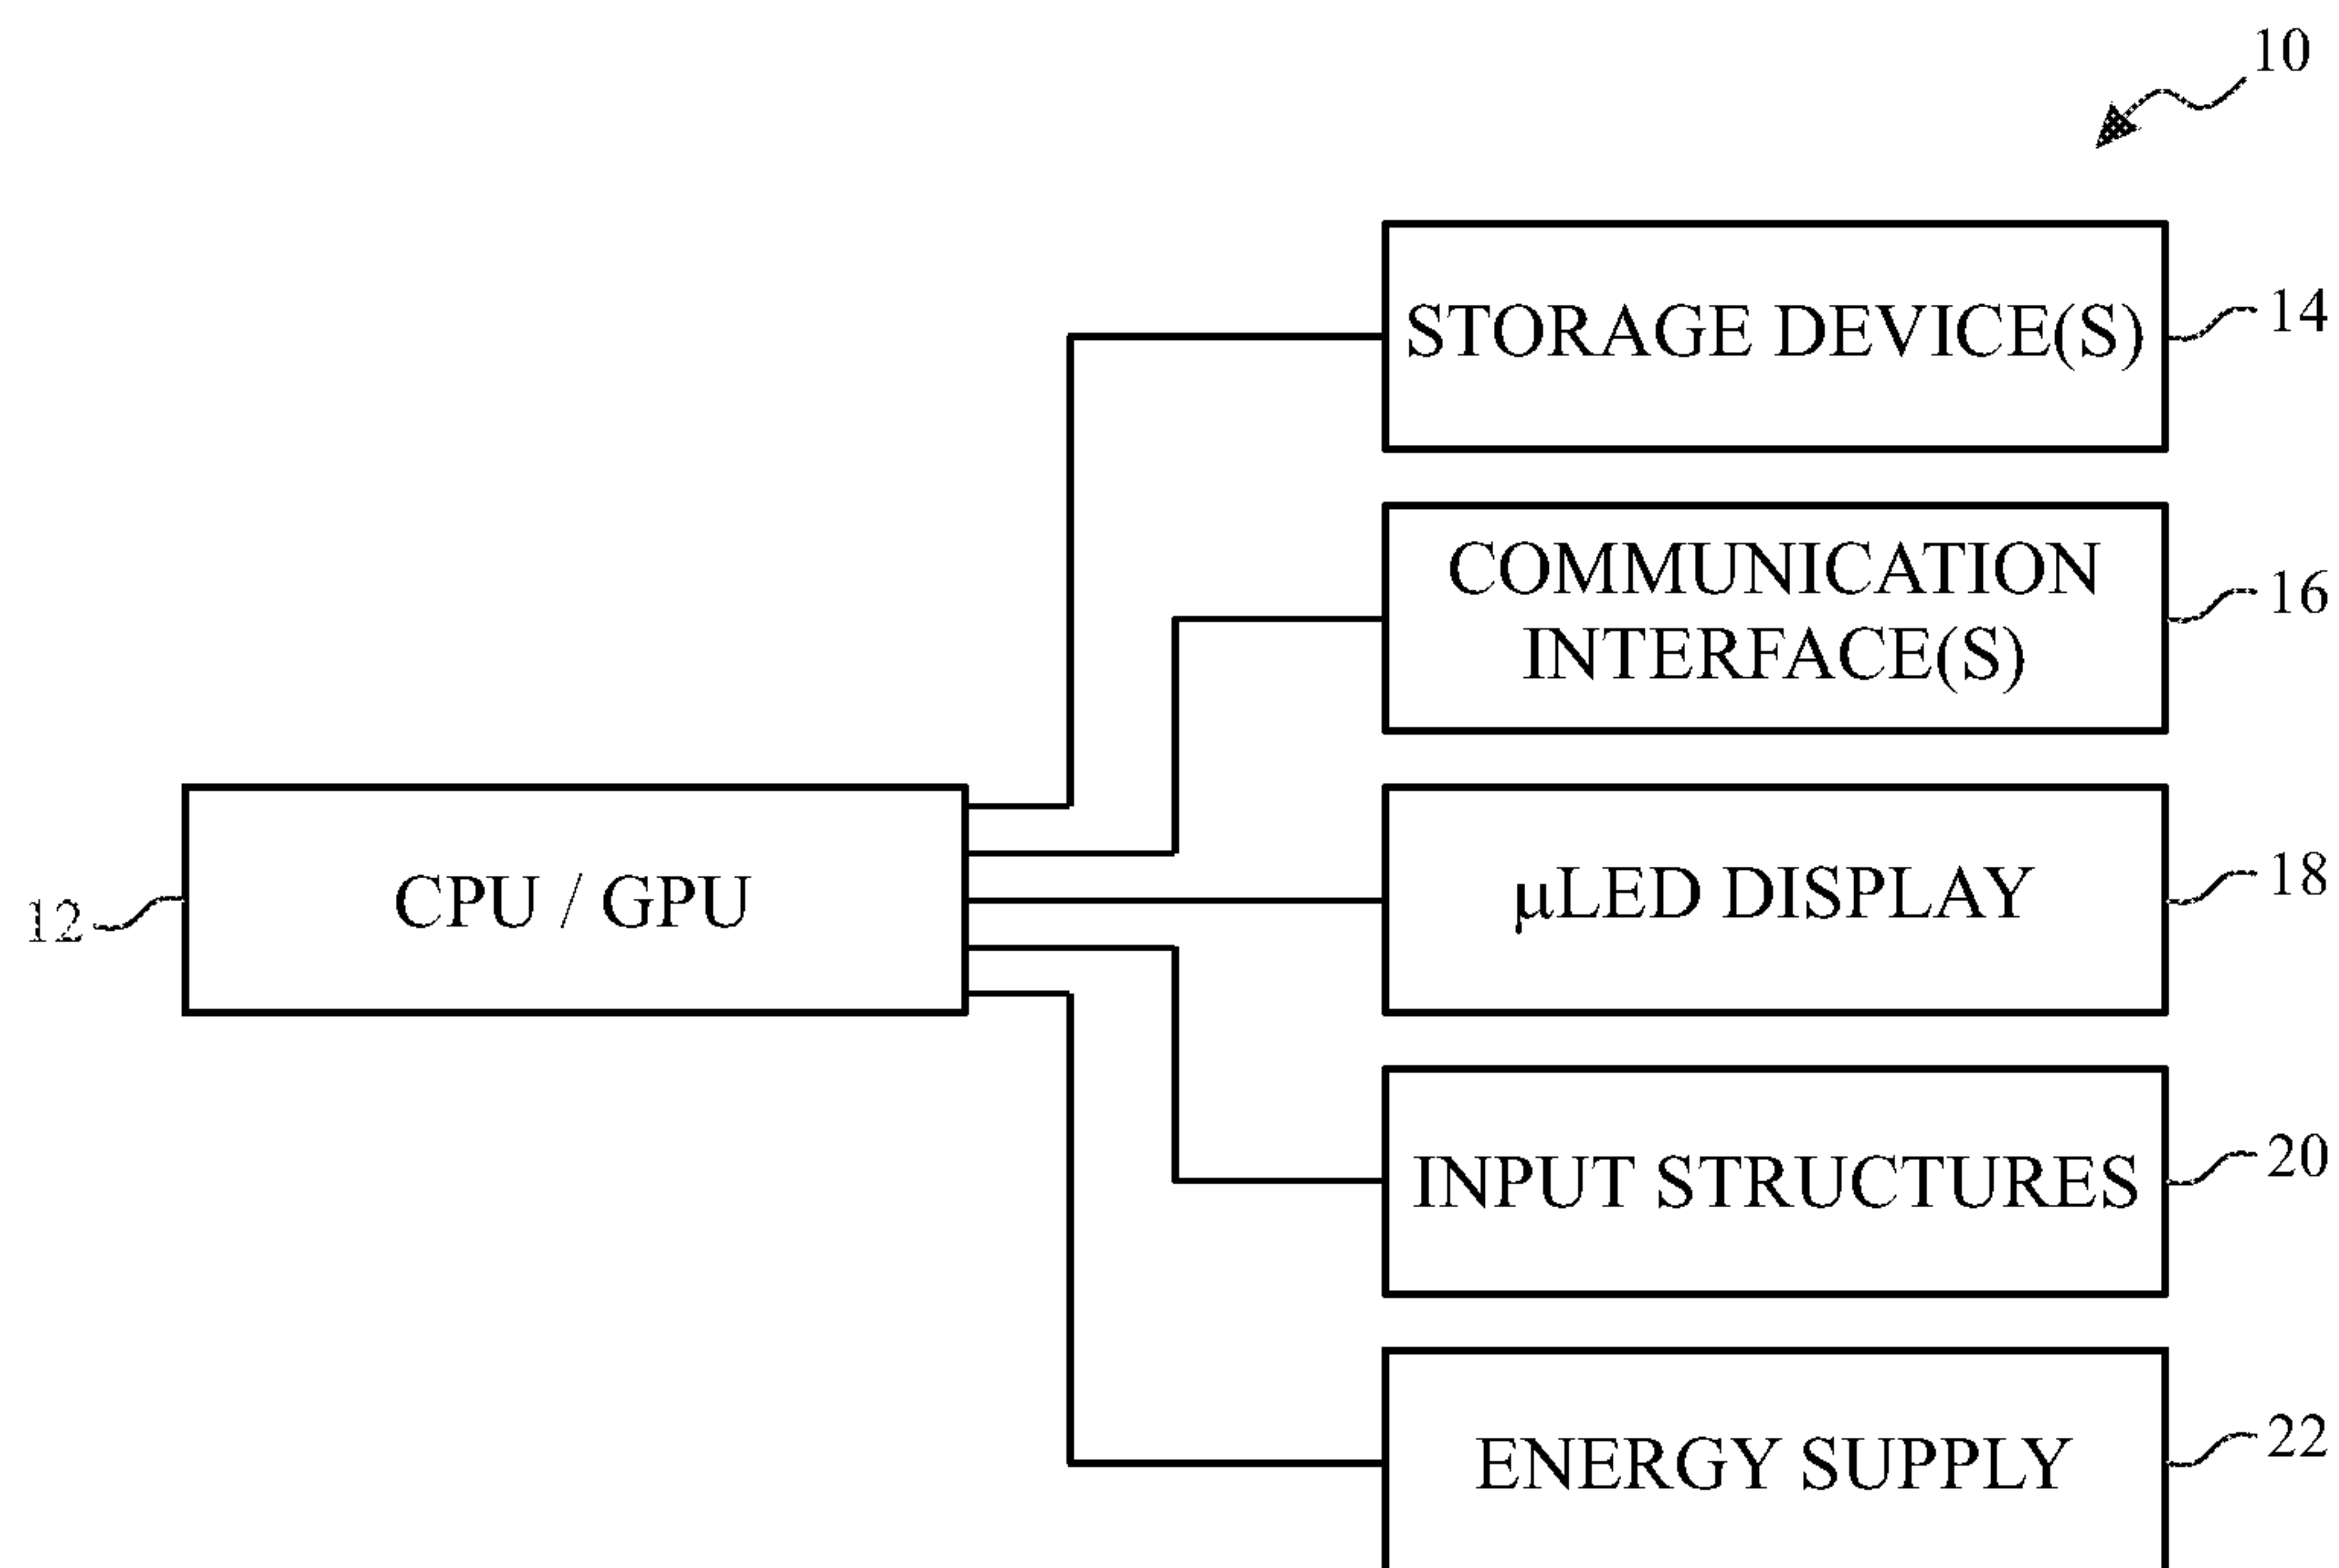 10
STORAGE DEVICE(S)
14
COMMUNICATION
INTERFACE(S)
16
12
CPU / GPU
µLED DISPLAY
18
INPUT STRUCTURES
20
ENERGY SUPPLY
22